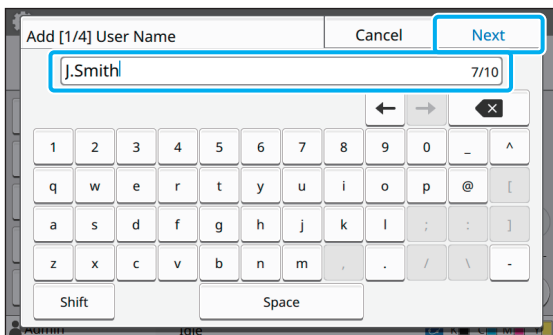 Add [1/4] User Name Cancel Next
J.Smith 7/10
← → ⌫
1 2 3 4 5 6 7 8 9 0 _ ^
q w e r t y u i o p @ [
a s d f g h j k l ; : ]
z x c v b n m , . / \ -
Shift Space
Admin Idle K C M Y